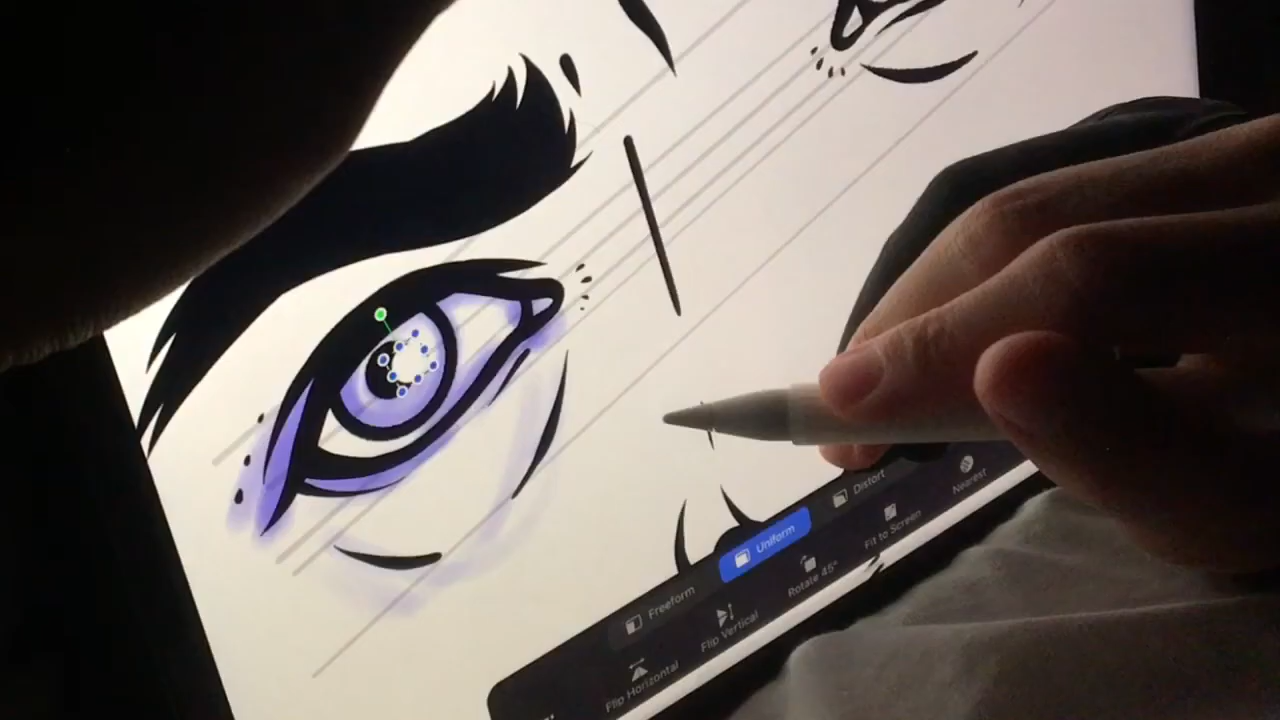 Freeform
Uniform
Distort
Flip Horizontal
Flip Vertical
Rotate 45°
Fit to Screen
Nearest